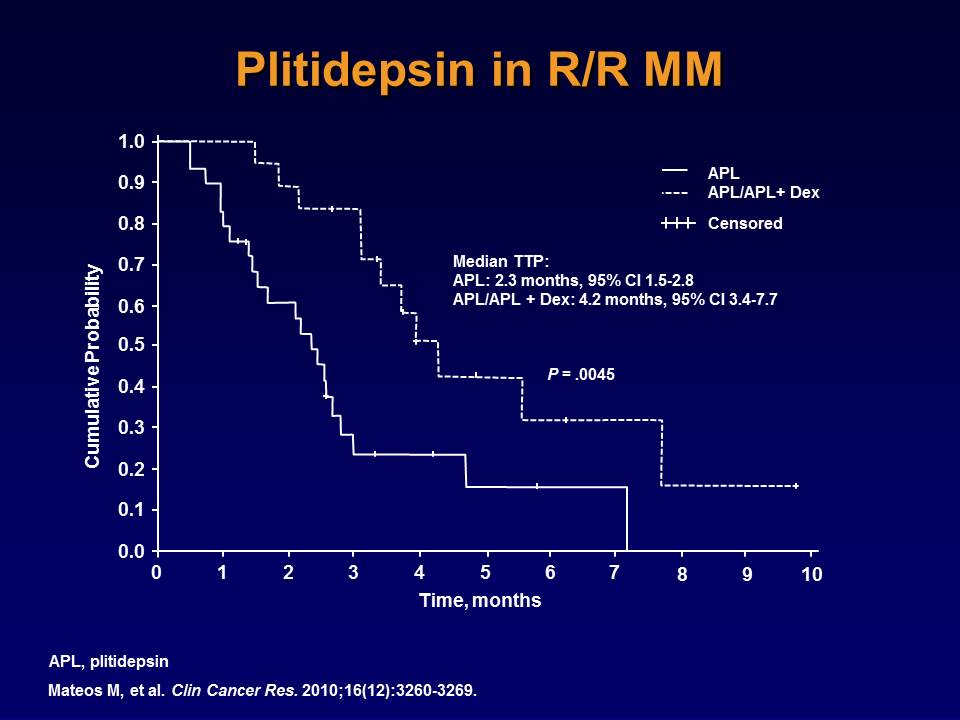 Plitidepsin in R/R MM
1.0
0.9
0.8
0.7
0.6
0.5
0.4
0.3
0.2
0.1
0.0
Cumulative Probability
APL
APL/APL+ Dex
Censored
Median TTP:
APL: 2.3 months, 95% CI 1.5-2.8
APL/APL + Dex: 4.2 months, 95% CI 3.4-7.7
P = .0045
0 1 2 3 4 5 6 7 8 9 10
Time, months
APL, plitidepsin
Mateos M, et al. Clin Cancer Res. 2010;16(12):3260-3269.